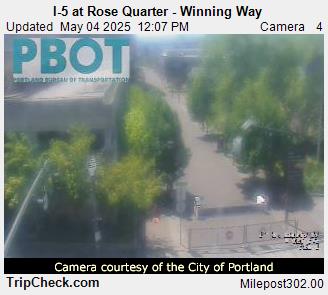 I-5 at Rose Quarter - Winning Way
Updated May 04 2025 12:07 PM Camera 4
PBOT
PORTLAND BUREAU OF TRANSPORTATION
Camera courtesy of the City of Portland
TripCheck.com Milepost302.00